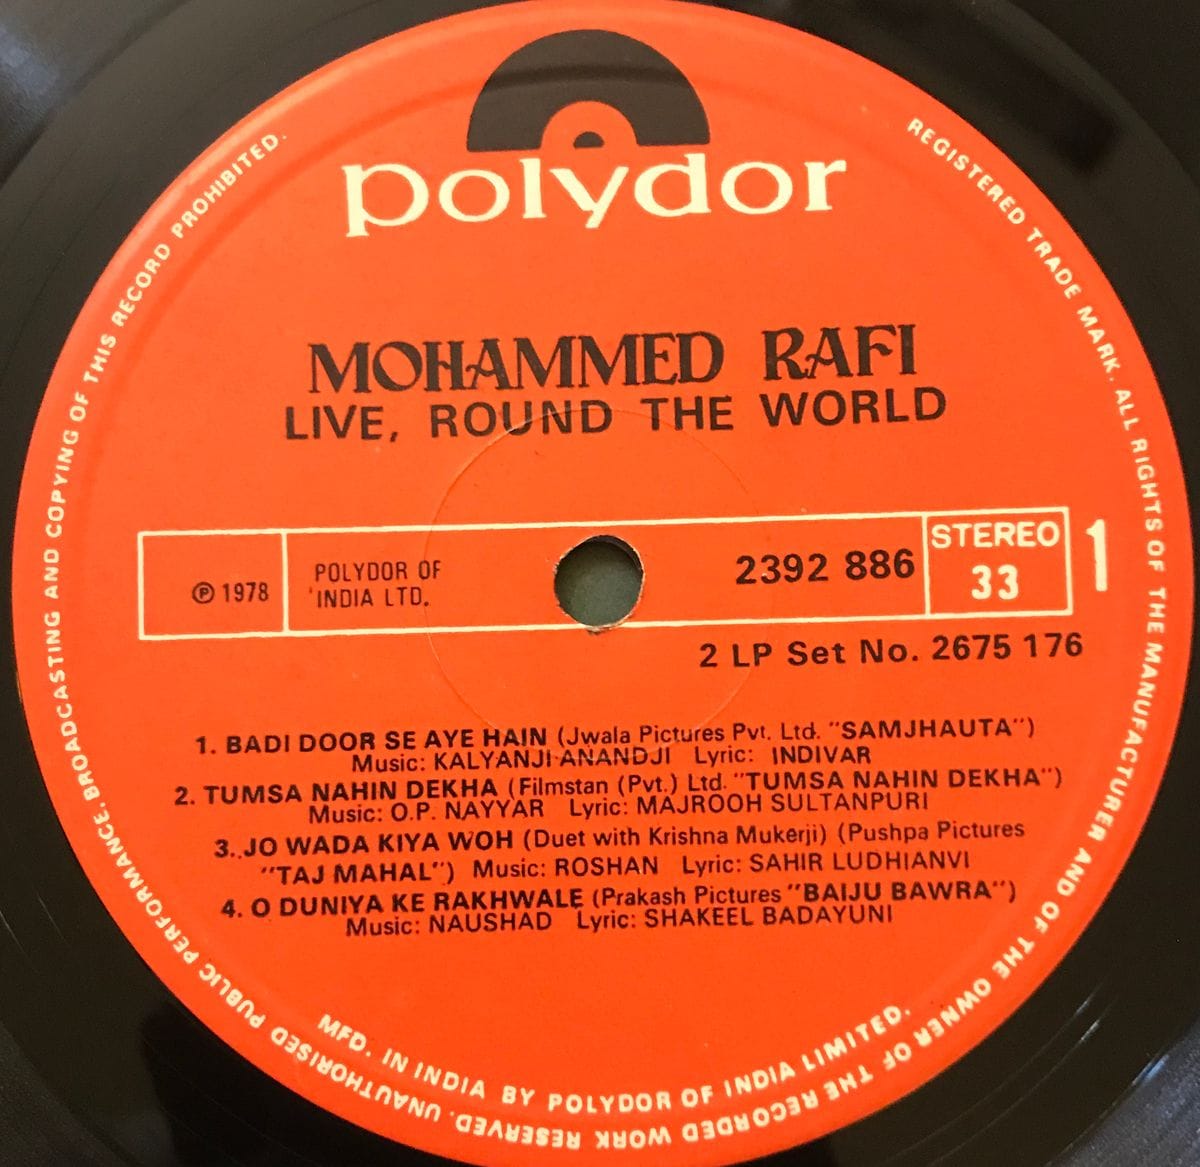 polydor
MOHAMMED RAFI
LIVE, ROUND THE WORLD
℗ 1978
POLYDOR OF
INDIA LTD.
2392 886
STEREO
33
1
2 LP Set No. 2675 176
1. BADI DOOR SE AYE HAIN (Jwala Pictures Pvt. Ltd. "SAMJHAUTA")
Music: KALYANJI-ANANDJI Lyric: INDIVAR
2. TUMSA NAHIN DEKHA (Filmstan (Pvt.) Ltd. "TUMSA NAHIN DEKHA")
Music: O.P. NAYYAR Lyric: MAJROOH SULTANPURI
3. JO WADA KIYA WOH (Duet with Krishna Mukerji) (Pushpa Pictures
"TAJ MAHAL") Music: ROSHAN Lyric: SAHIR LUDHIANVI
4. O DUNIYA KE RAKHWALE (Prakash Pictures "BAIJU BAWRA")
Music: NAUSHAD Lyric: SHAKEEL BADAYUNI
MFD. IN INDIA BY POLYDOR OF INDIA LIMITED.
REGISTERED TRADE MARK. ALL RIGHTS OF THE MANUFACTURER AND OF THE OWNER OF THE RECORDED WORK RESERVED. UNAUTHORISED PUBLIC PERFORMANCE. BROADCASTING AND COPYING OF THIS RECORD PROHIBITED.